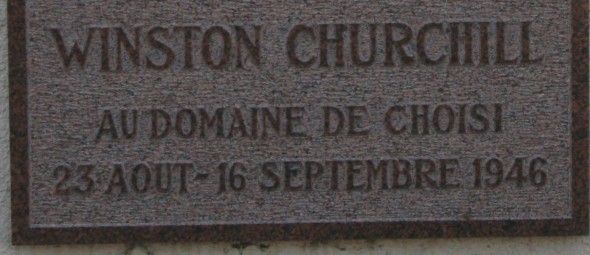 WINSTON CHURCHILL
AU DOMAINE DE CHOISI
23·AOUT-16 SEPTEMBRE 1946